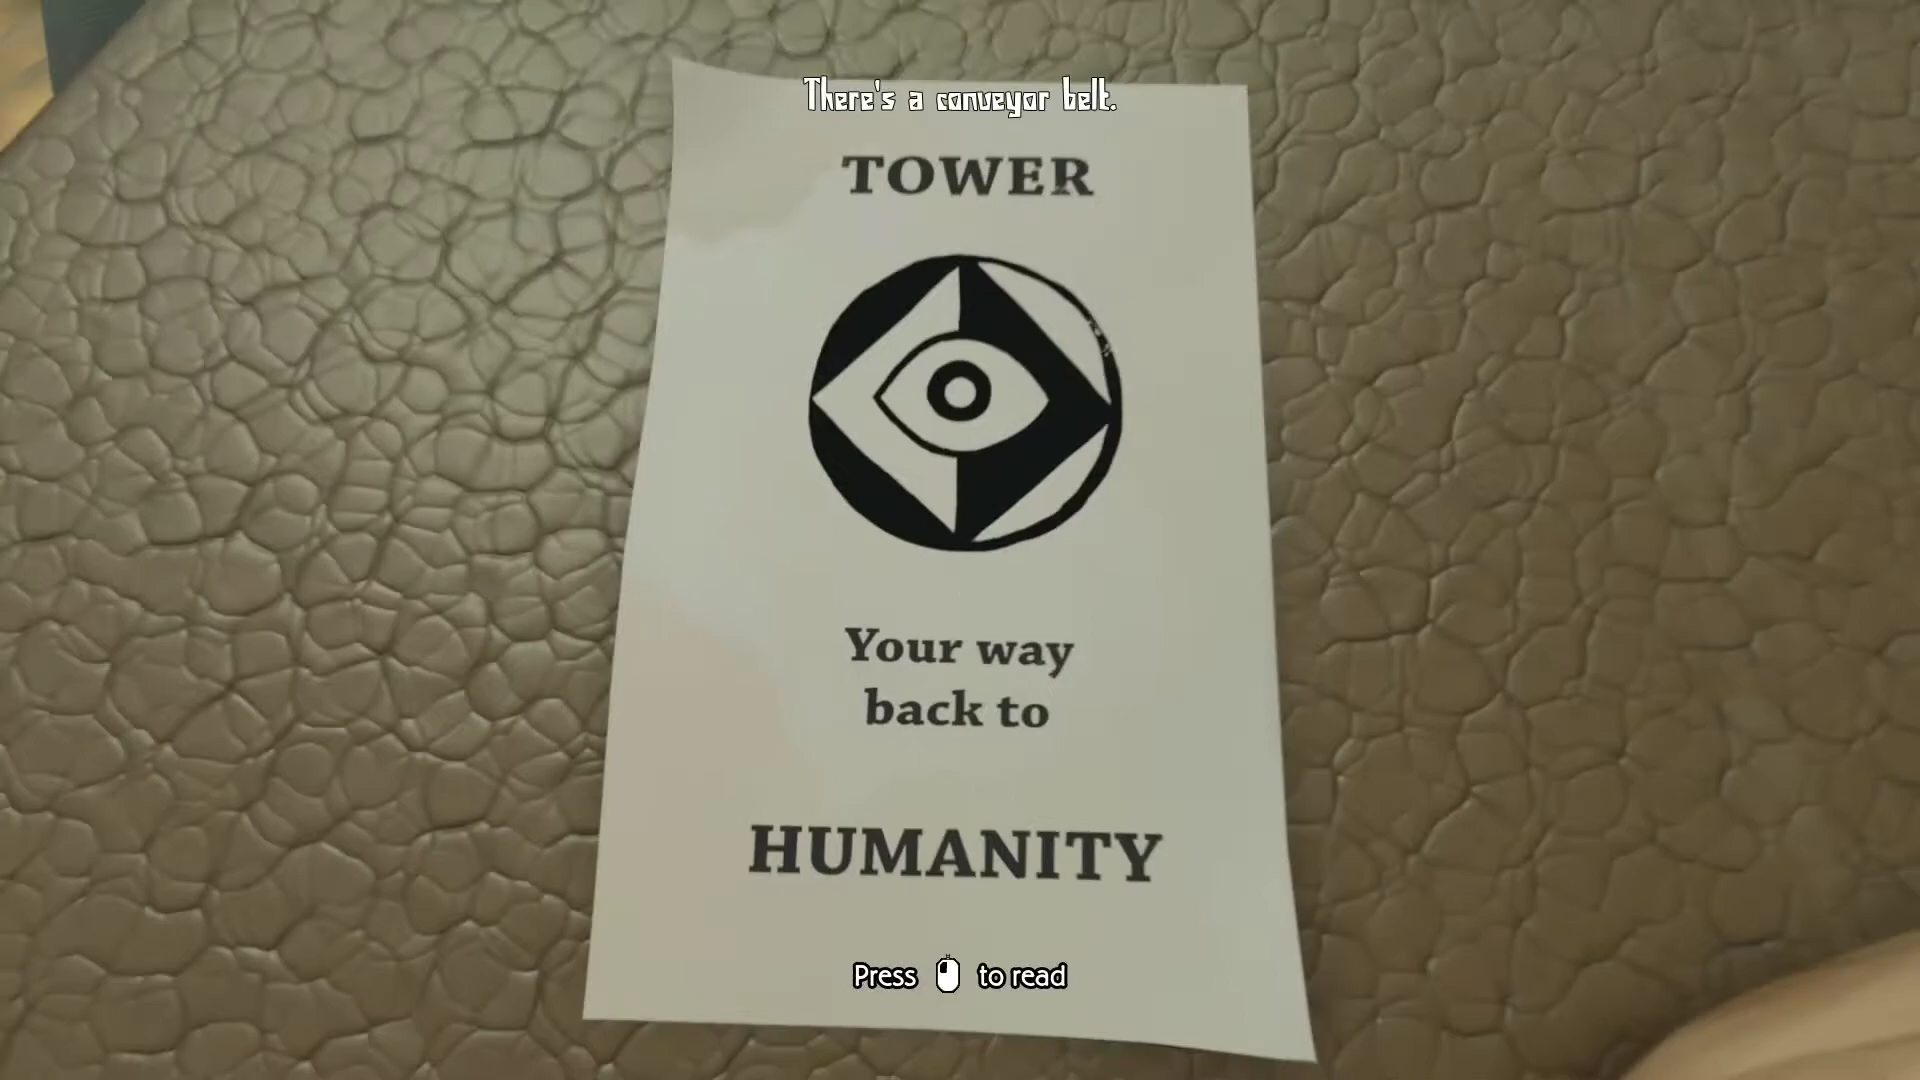 There's a conveyor belt.
TOWER
Your way
back to
HUMANITY
Press to read